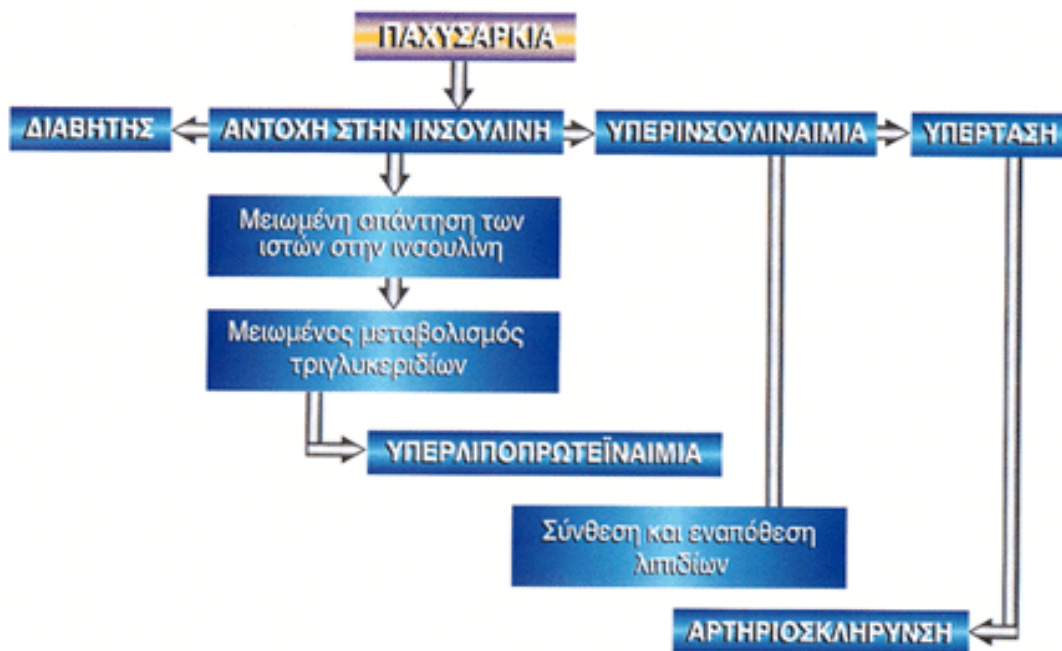 ΠΑΧΥΣΑΡΚΙΑ
ΔΙΑΒΗΤΗΣ
ΑΝΤΟΧΗ ΣΤΗΝ ΙΝΣΟΥΛΙΝΗ
ΥΠΕΡΙΝΣΟΥΛΙΝΑΙΜΙΑ
ΥΠΕΡΤΑΣΗ
Μειωμένη απάντηση των
ιστών στην ινσουλίνη
Μειωμένος μεταβολισμός
τριγλυκεριδίων
ΥΠΕΡΛΙΠΟΠΡΩΤΕΪΝΑΙΜΙΑ
Σύνθεση και εναπόθεση
λιπιδίων
ΑΡΤΗΡΙΟΣΚΛΗΡΥΝΣΗ